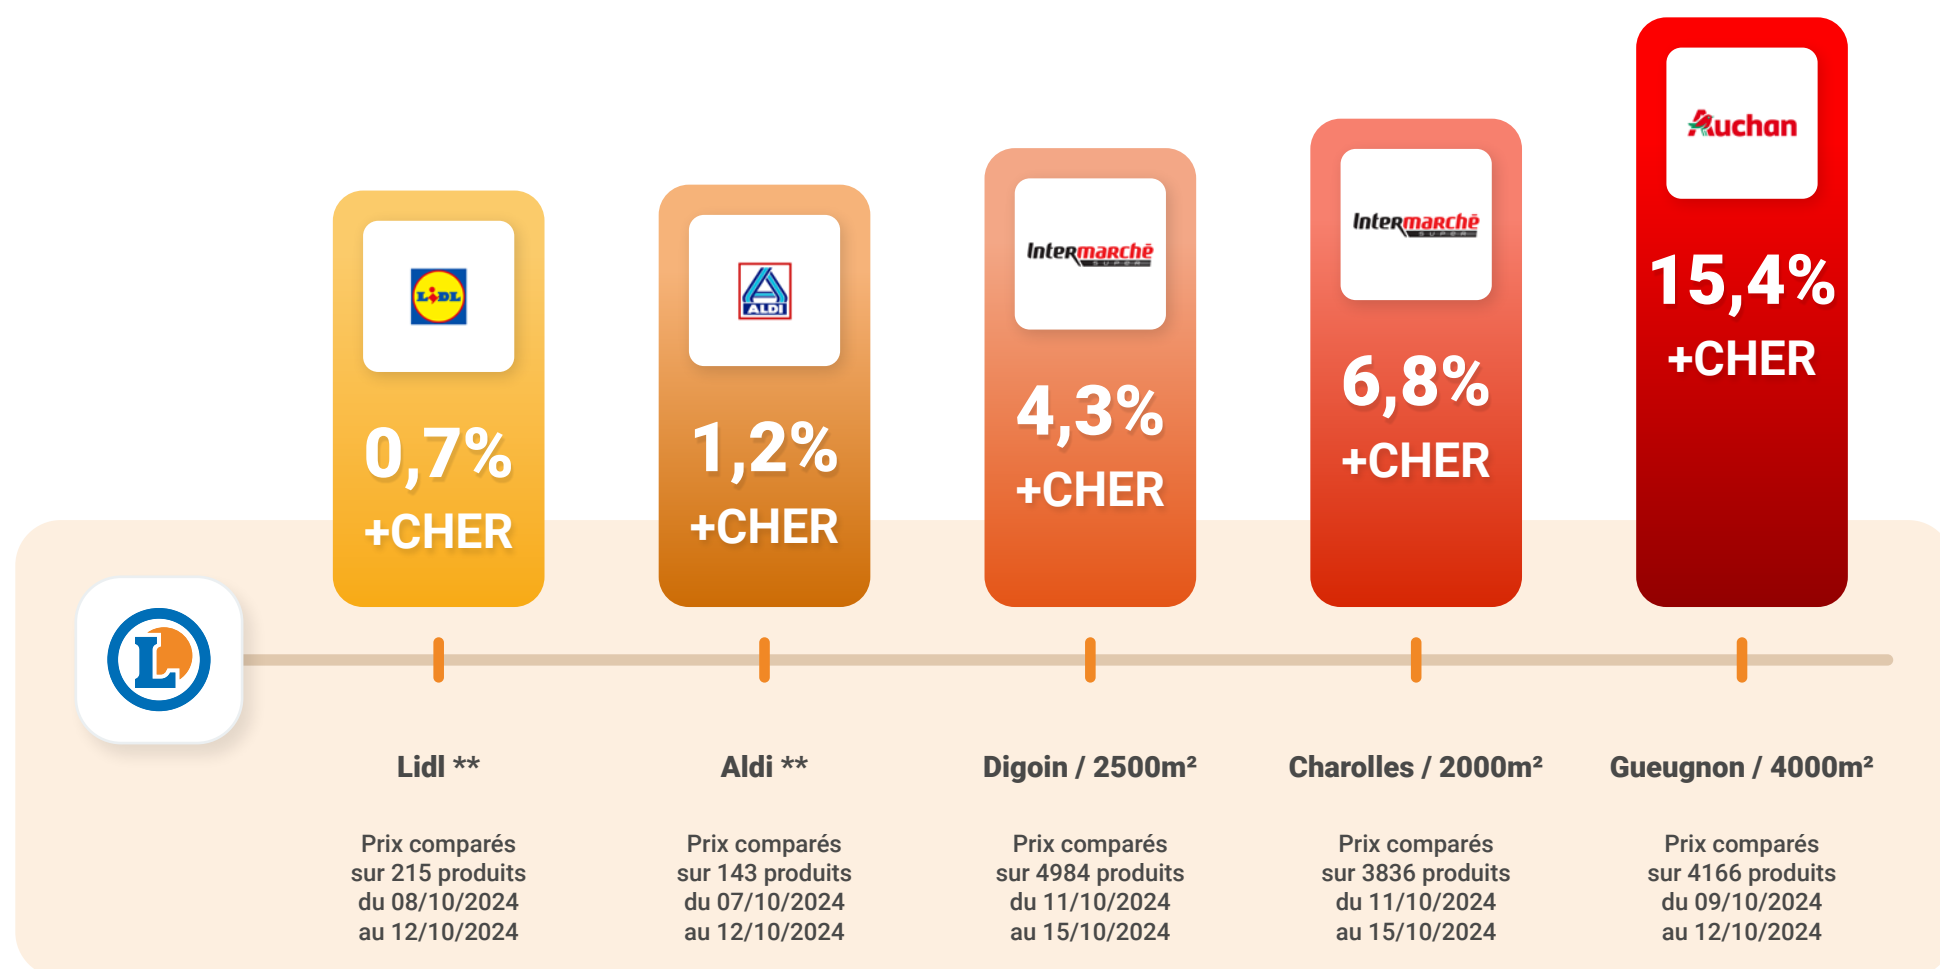 LIDL
0,7%
+CHER
ALDI
1,2%
+CHER
Intermarché
SUPER
4,3%
+CHER
Intermarché
SUPER
6,8%
+CHER
Auchan
15,4%
+CHER
L
Lidl **
Prix comparés
sur 215 produits
du 08/10/2024
au 12/10/2024
Aldi **
Prix comparés
sur 143 produits
du 07/10/2024
au 12/10/2024
Digoin / 2500m²
Prix comparés
sur 4984 produits
du 11/10/2024
au 15/10/2024
Charolles / 2000m²
Prix comparés
sur 3836 produits
du 11/10/2024
au 15/10/2024
Gueugnon / 4000m²
Prix comparés
sur 4166 produits
du 09/10/2024
au 12/10/2024